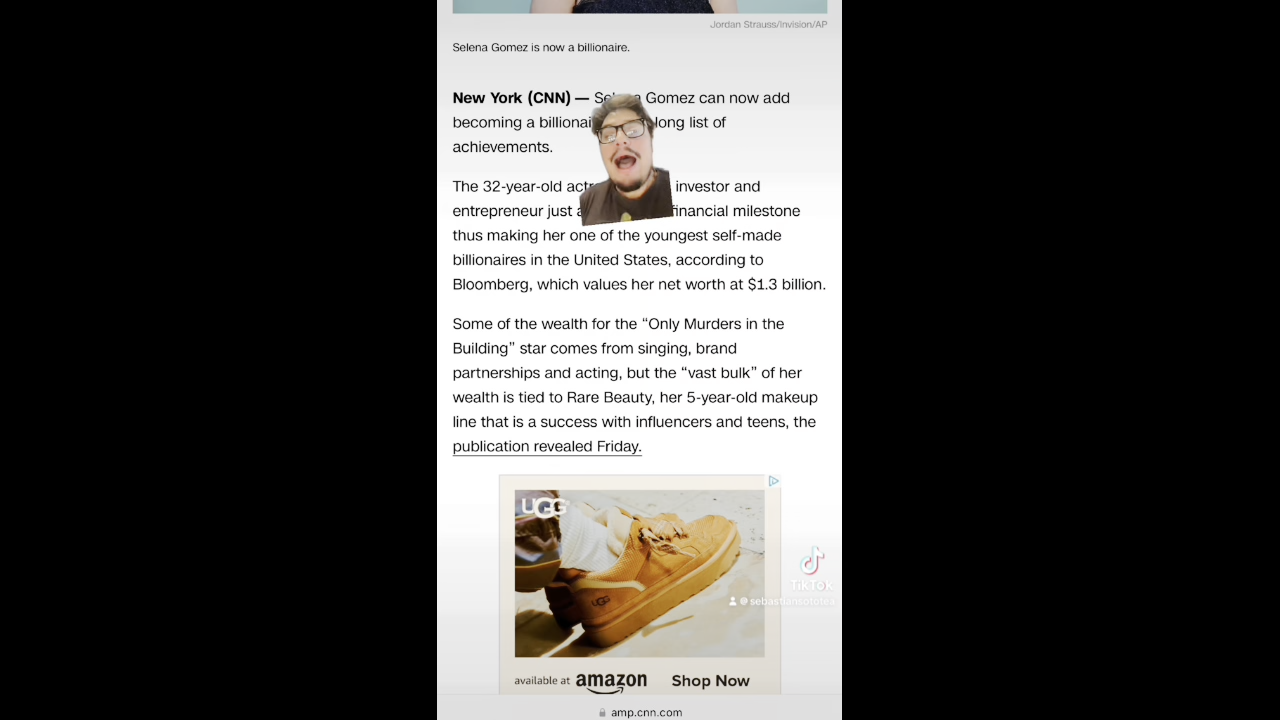 Jordan Strauss/Invision/AP
Selena Gomez is now a billionaire.
New York (CNN) — Gomez can now add
becoming a long list of
achievements.
The 32-year-old investor and
entrepreneur just financial milestone
thus making her one of the youngest self-made
billionaires in the United States, according to
Bloomberg, which values her net worth at $1.3 billion.
Some of the wealth for the “Only Murders in the
Building” star comes from singing, brand
partnerships and acting, but the “vast bulk” of her
wealth is tied to Rare Beauty, her 5-year-old makeup
line that is a success with influencers and teens, the
publication revealed Friday.
UGG
UGG
TikTok
available at amazon Shop Now
amp.cnn.com